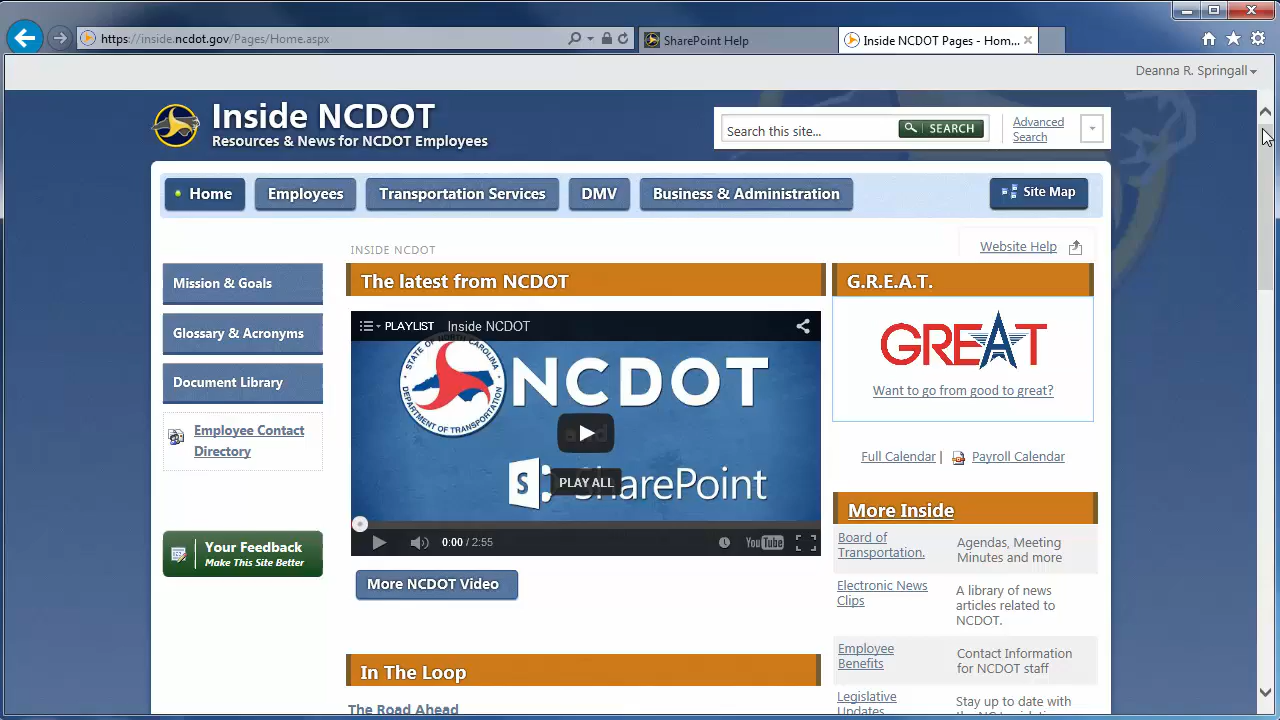 https://inside.ncdot.gov/Pages/Home.aspx
SharePoint Help
Inside NCDOT Pages - Hom...
Deanna R. Springall
Inside NCDOT
Resources & News for NCDOT Employees
Search this site...
SEARCH
Advanced
Search
Home
Employees
Transportation Services
DMV
Business & Administration
Site Map
INSIDE NCDOT
Website Help
Mission & Goals
Glossary & Acronyms
Document Library
Employee Contact
Directory
Your Feedback
Make This Site Better
The latest from NCDOT
PLAYLIST Inside NCDOT
STATE OF NORTH CAROLINA
DEPARTMENT OF TRANSPORTATION
NCDOT
and
S SharePoint
PLAY ALL
0:00 / 2:55
YouTube
More NCDOT Video
In The Loop
The Road Ahead
G.R.E.A.T.
GREAT
Want to go from good to great?
Full Calendar |
Payroll Calendar
More Inside
Board of
Transportation.
Agendas, Meeting
Minutes and more
Electronic News
Clips
A library of news
articles related to
NCDOT.
Employee
Benefits
Contact Information
for NCDOT staff
Legislative
Updates
Stay up to date with